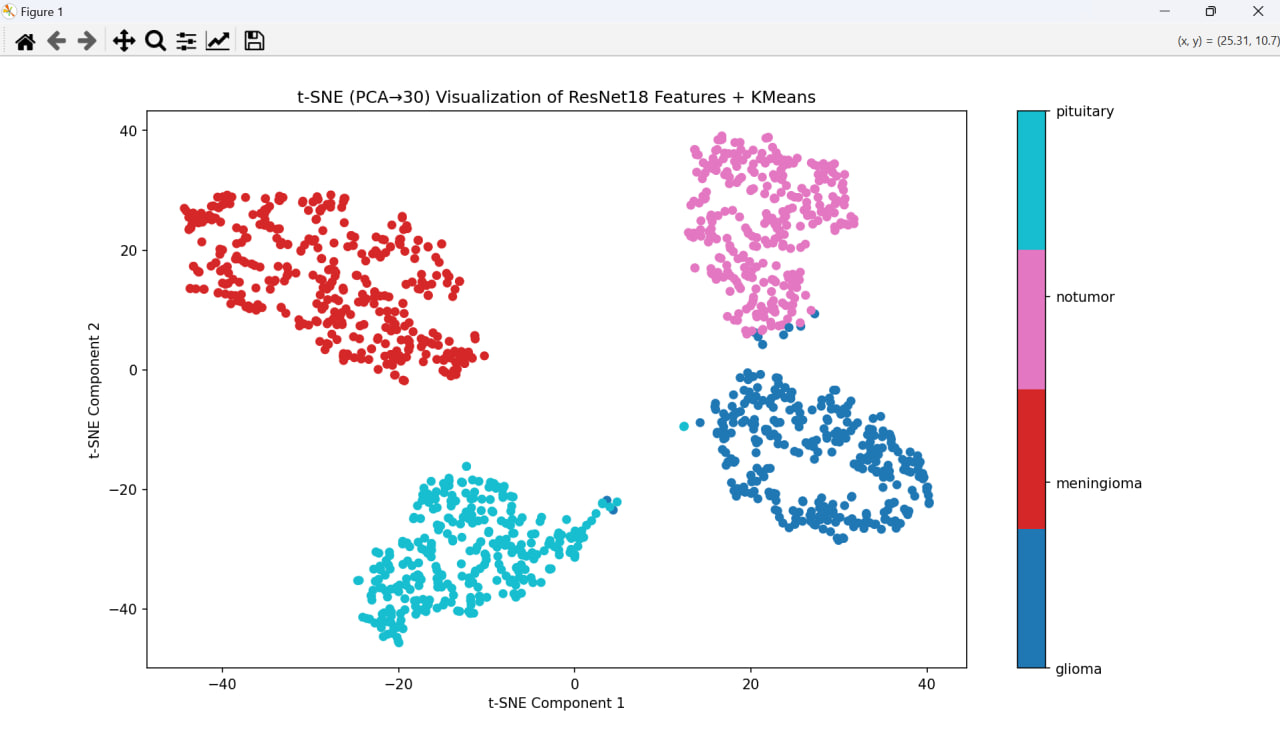 Figure 1
(x, y) = (25.31, 10.7)
t-SNE (PCA→30) Visualization of ResNet18 Features + KMeans
40
20
0
−20
−40
t-SNE Component 2
−40
−20
0
20
40
t-SNE Component 1
pituitary
notumor
meningioma
glioma